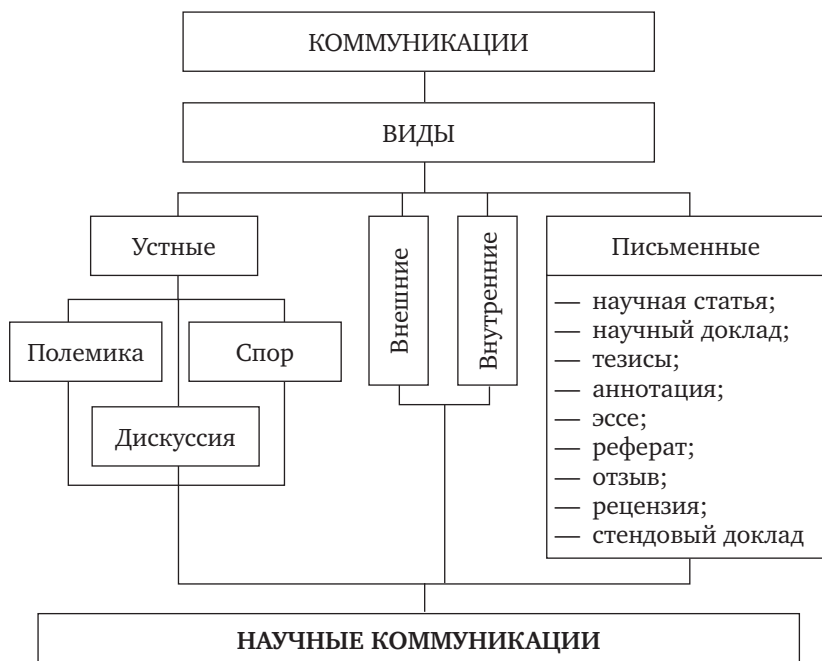 КОММУНИКАЦИИ
ВИДЫ
Устные
Полемика
Спор
Дискуссия
Внешние
Внутренние
Письменные
— научная статья;
— научный доклад;
— тезисы;
— аннотация;
— эссе;
— реферат;
— отзыв;
— рецензия;
— стендовый доклад
НАУЧНЫЕ КОММУНИКАЦИИ